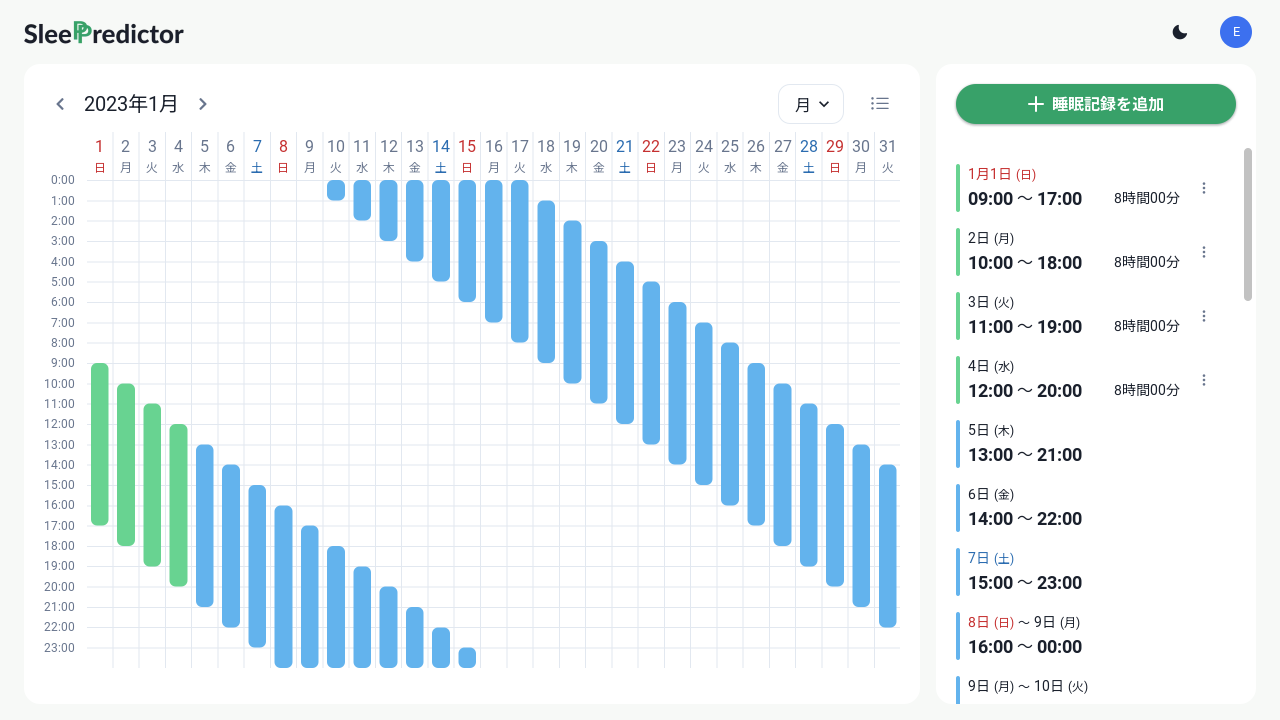 SleePredictor
E
2023年1月
月
睡眠記録を追加
1 2 3 4 5 6 7 8 9 10 11 12 13 14 15 16 17 18 19 20 21 22 23 24 25 26 27 28 29 30 31
日 月 火 水 木 金 土 日 月 火 水 木 金 土 日 月 火 水 木 金 土 日 月 火 水 木 金 土 日 月 火
0:00
1:00
2:00
3:00
4:00
5:00
6:00
7:00
8:00
9:00
10:00
11:00
12:00
13:00
14:00
15:00
16:00
17:00
18:00
19:00
20:00
21:00
22:00
23:00
1月1日 (日)
09:00 〜 17:00 8時間00分
2日 (月)
10:00 〜 18:00 8時間00分
3日 (火)
11:00 〜 19:00 8時間00分
4日 (水)
12:00 〜 20:00 8時間00分
5日 (木)
13:00 〜 21:00
6日 (金)
14:00 〜 22:00
7日 (土)
15:00 〜 23:00
8日 (日) 〜 9日 (月)
16:00 〜 00:00
9日 (月) 〜 10日 (火)